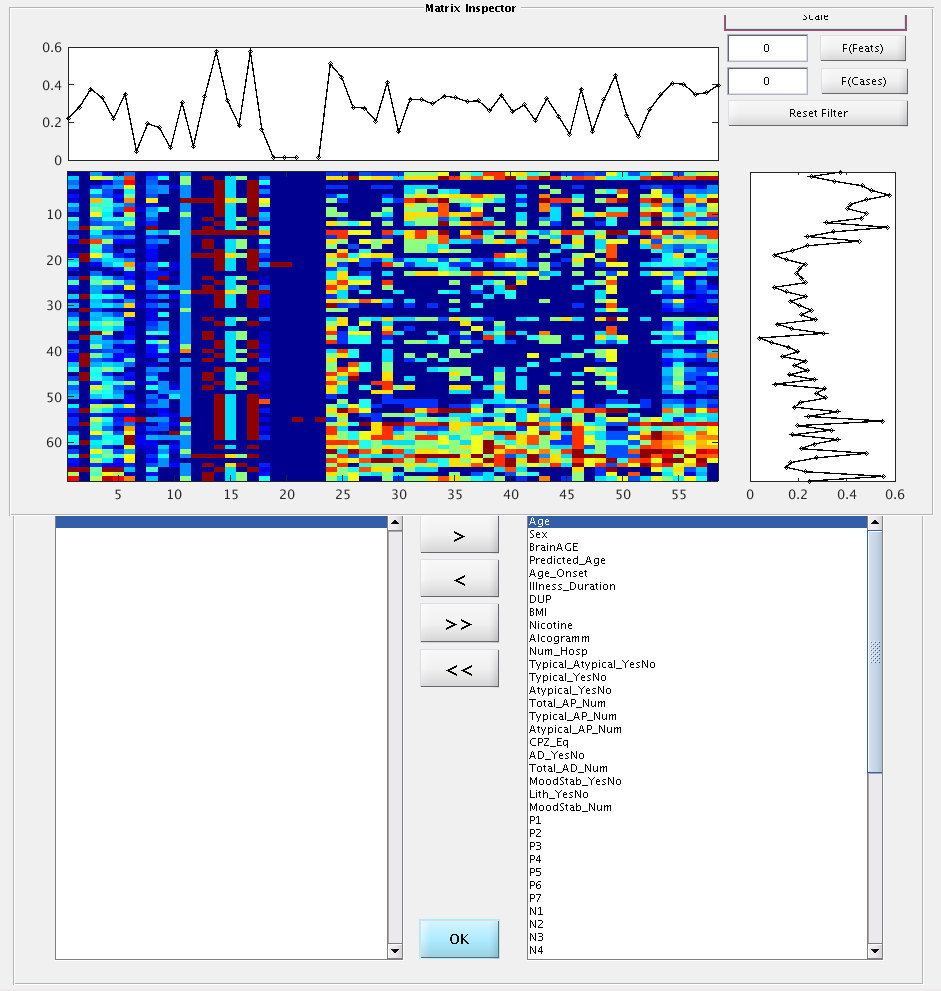 Matrix Inspector
Scale
0.6
0.4
0.2
0
0 F(Feats)
0 F(Cases)
Reset Filter
10
20
30
40
50
60
5 10 15 20 25 30 35 40 45 50 55
0 0.2 0.4 0.6
>
<
>>
<<
OK
Age
Sex
BrainAGE
Predicted_Age
Age_Onset
Illness_Duration
DUP
BMI
Nicotine
Alcogramm
Num_Hosp
Typical_Atypical_YesNo
Typical_YesNo
Atypical_YesNo
Total_AP_Num
Typical_AP_Num
Atypical_AP_Num
CPZ_Eq
AD_YesNo
Total_AD_Num
MoodStab_YesNo
Lith_YesNo
MoodStab_Num
P1
P2
P3
P4
P5
P6
P7
N1
N2
N3
N4